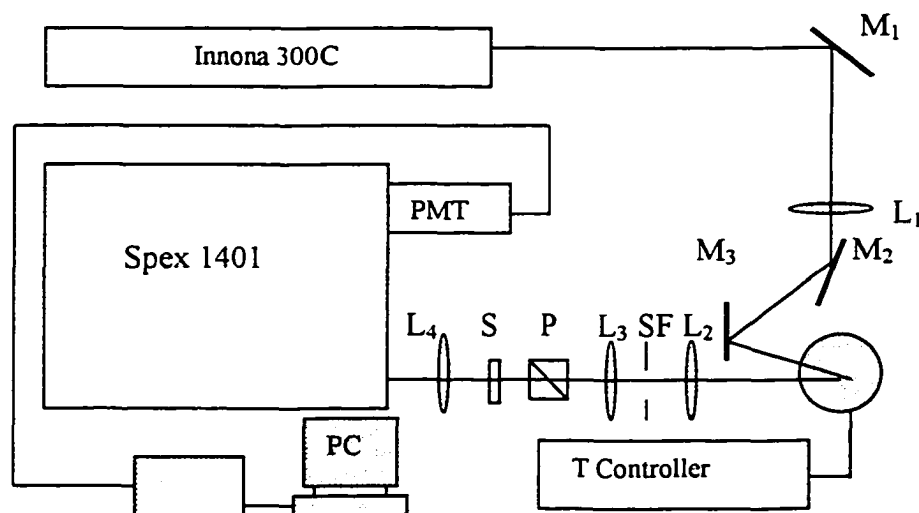 Innona 300C
M₁
PMT
L₁
Spex 1401
M₃
M₂
L₄
S
P
L₃
SF
L₂
PC
T Controller